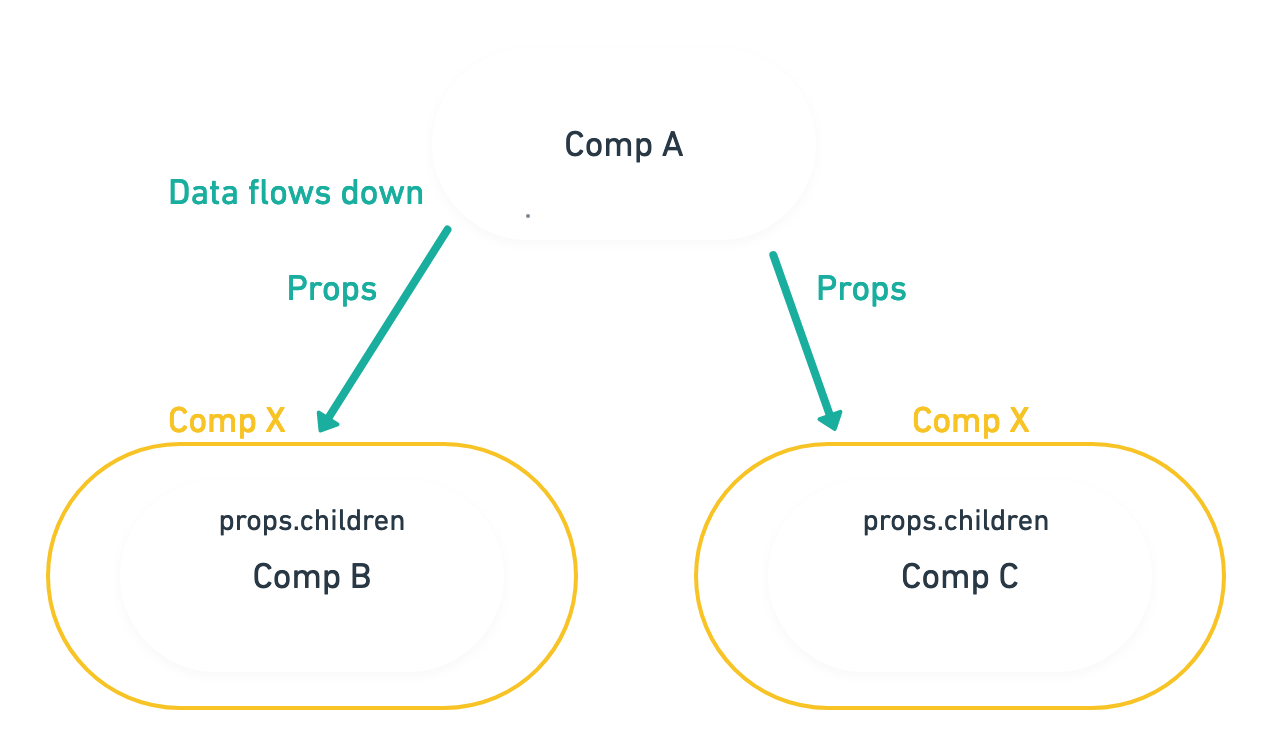 Comp A
Data flows down
Props
Props
Comp X
Comp X
props.children
Comp B
props.children
Comp C